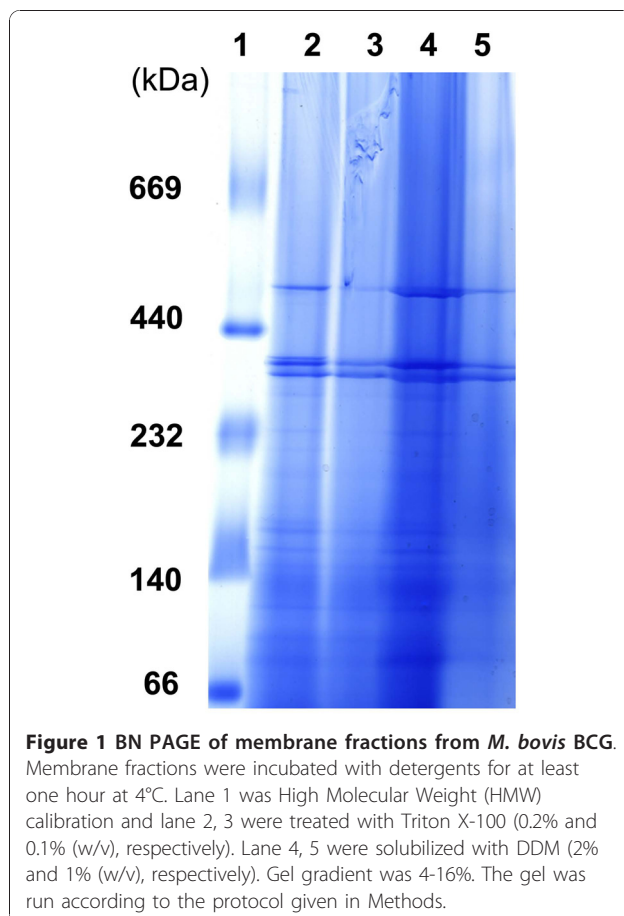 1 2 3 4 5
(kDa)
669
440
232
140
66
Figure 1 BN PAGE of membrane fractions from M. bovis BCG.
Membrane fractions were incubated with detergents for at least
one hour at 4°C. Lane 1 was High Molecular Weight (HMW)
calibration and lane 2, 3 were treated with Triton X-100 (0.2% and
0.1% (w/v), respectively). Lane 4, 5 were solubilized with DDM (2%
and 1% (w/v), respectively). Gel gradient was 4-16%. The gel was
run according to the protocol given in Methods.